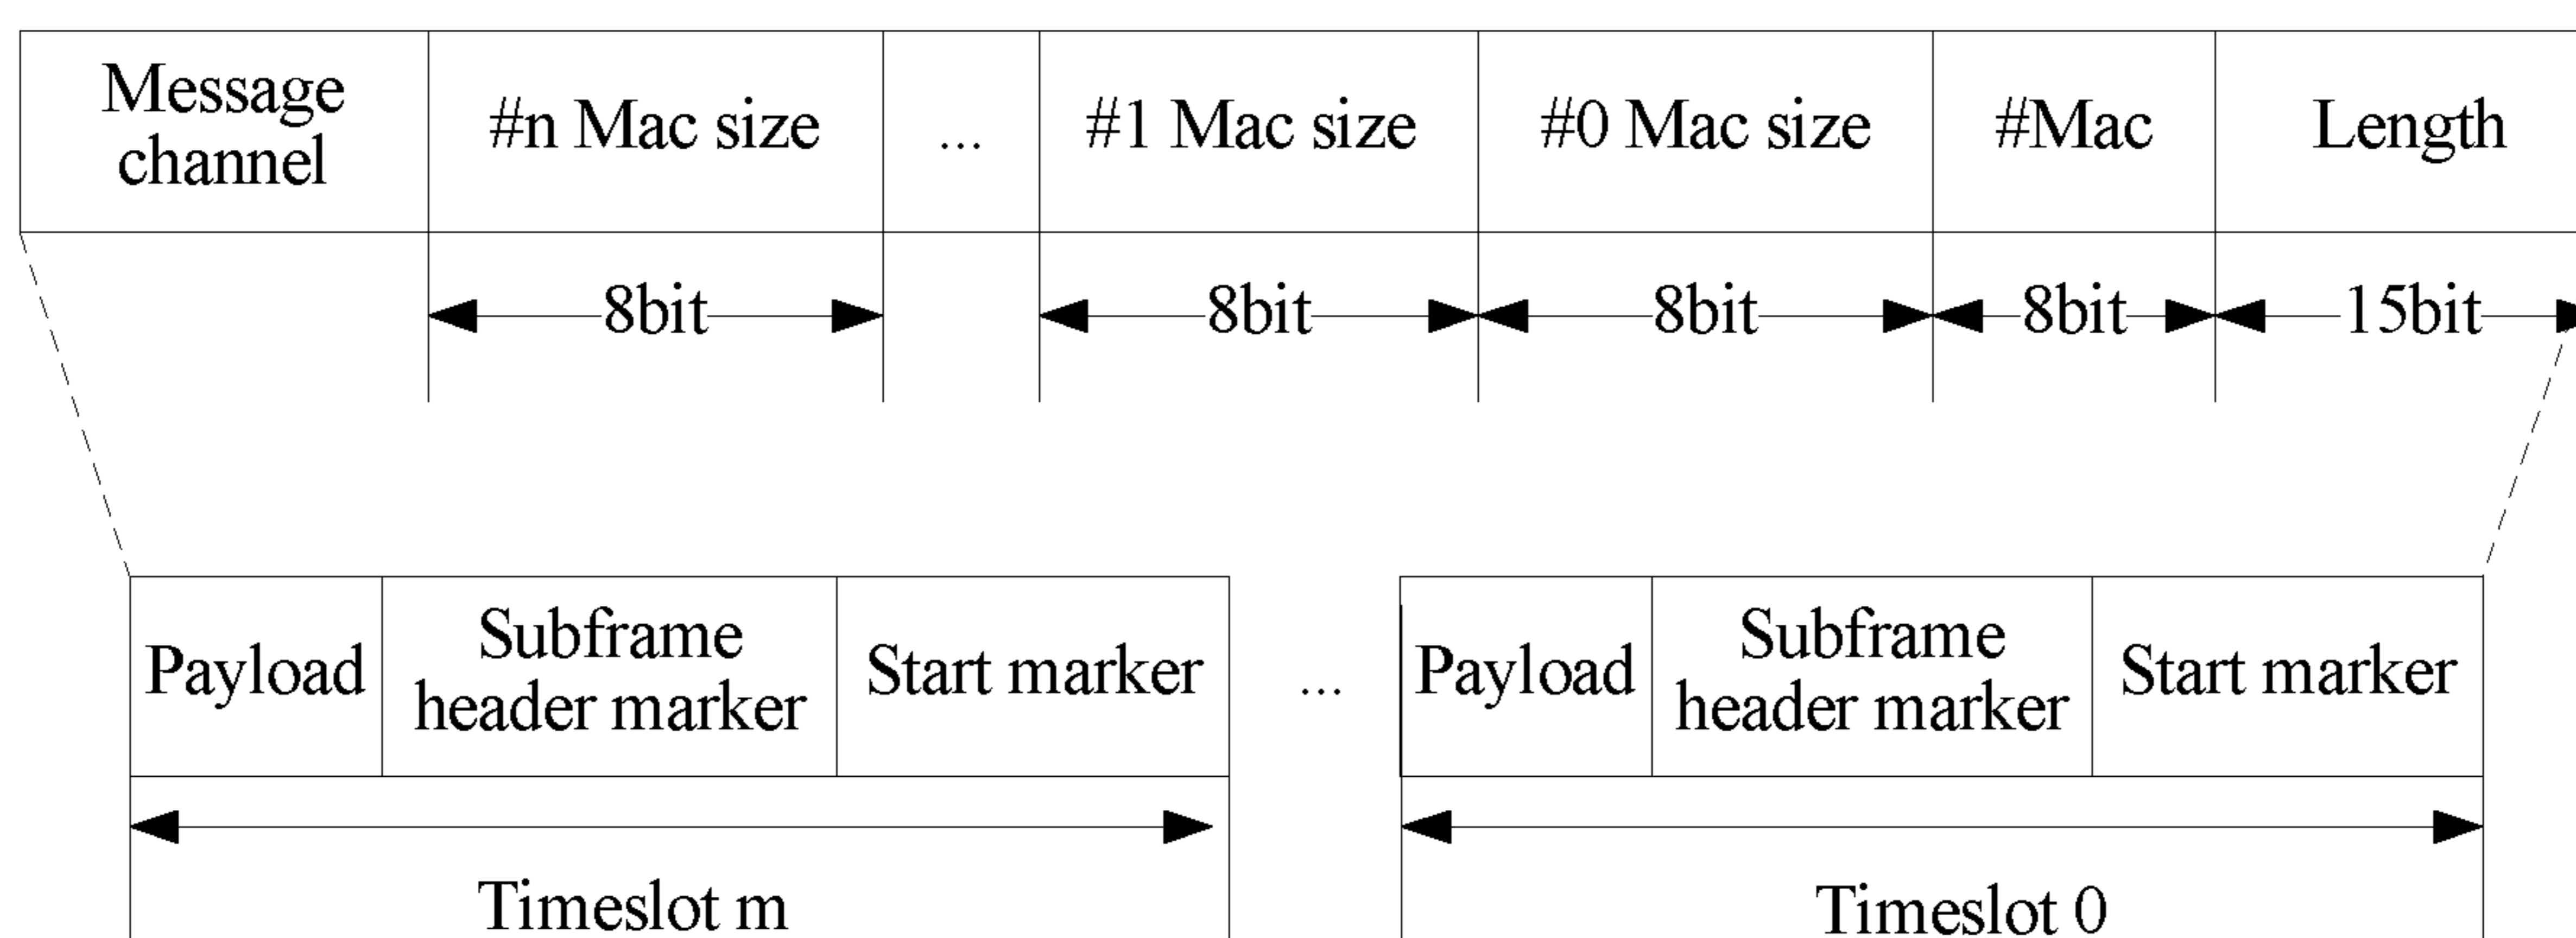 Message
channel
#n Mac size
...
#1 Mac size
#0 Mac size
#Mac
Length
8bit
8bit
8bit
8bit
15bit
Payload
Subframe
header marker
Start marker
...
Payload
Subframe
header marker
Start marker
Timeslot m
Timeslot 0